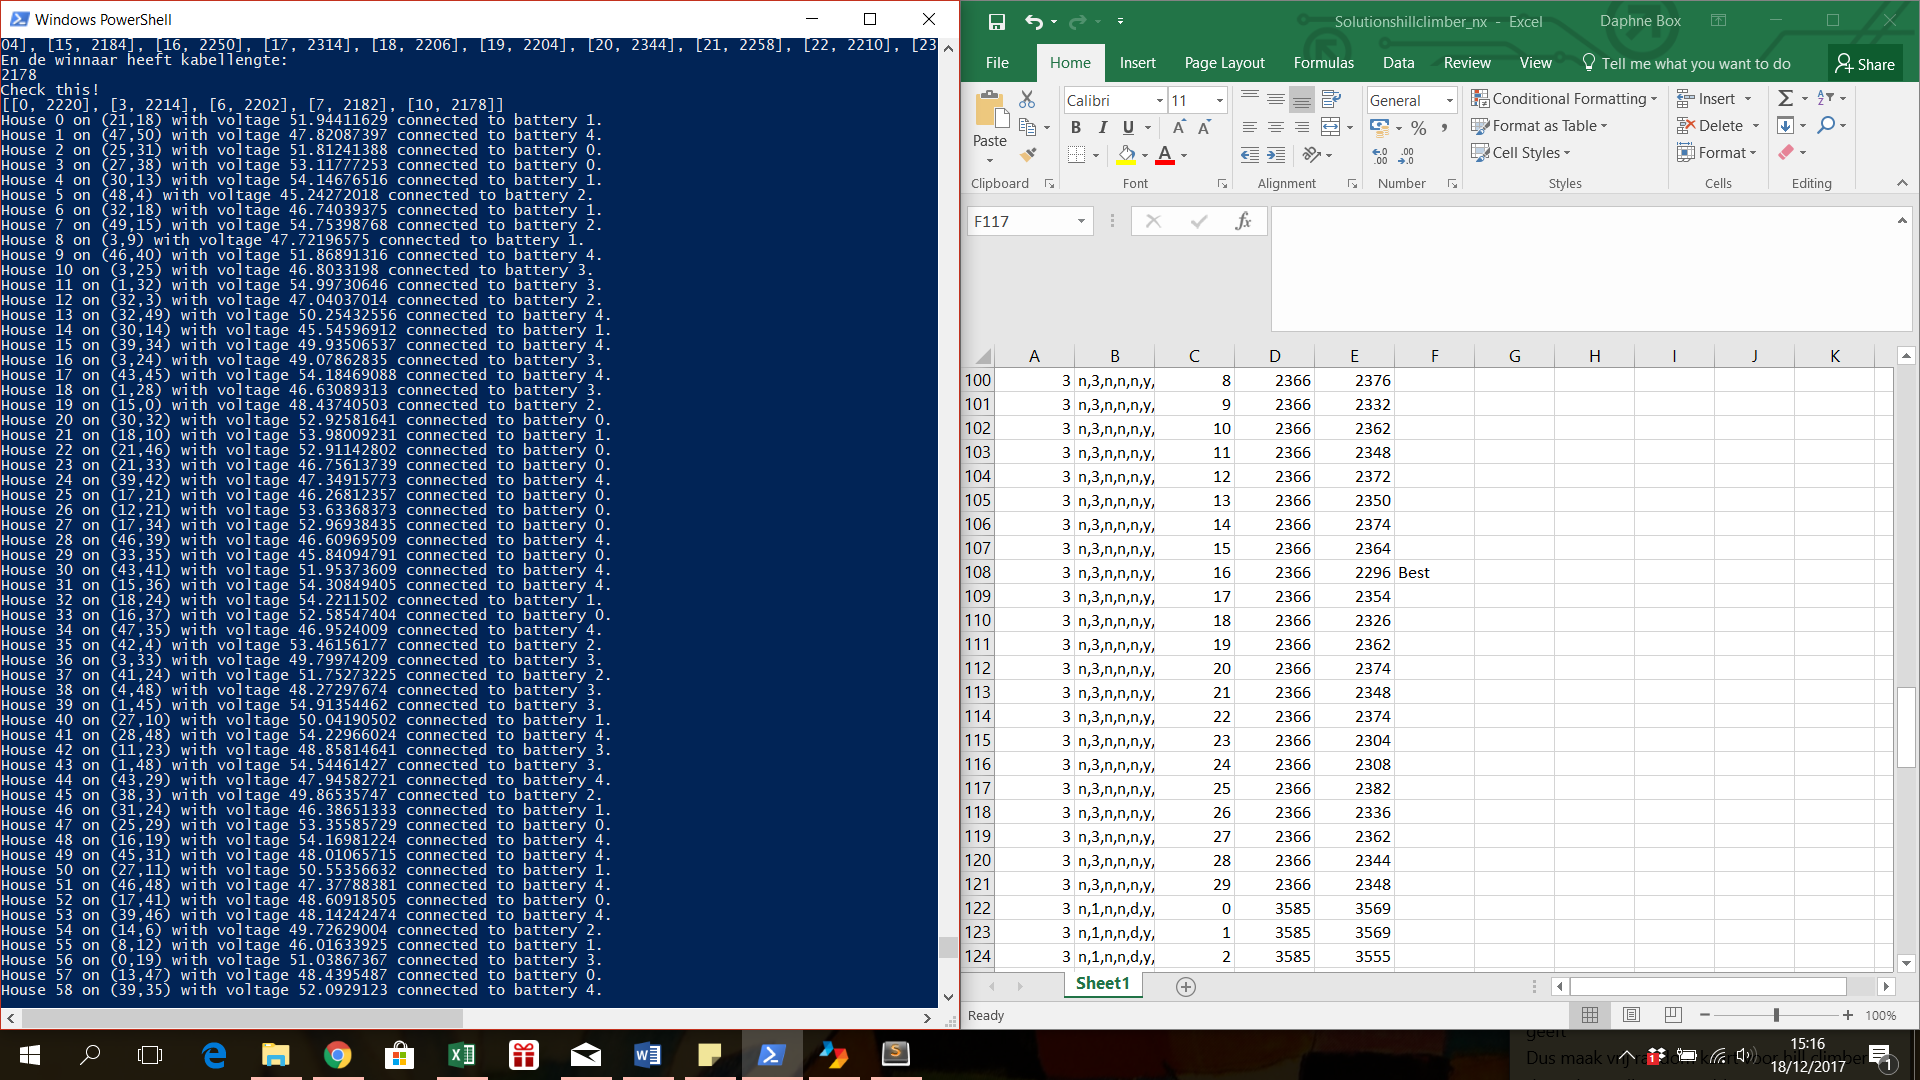 Windows PowerShell
04], [15, 2184], [16, 2250], [17, 2314], [18, 2206], [19, 2204], [20, 2344], [21, 2258], [22, 2210], [23
En de winnaar heeft kabellengte:
2178
Check this!
[[0, 2220], [3, 2214], [6, 2202], [7, 2182], [10, 2178]]
House 0 on (21,18) with voltage 51.94411629 connected to battery 1.
House 1 on (47,50) with voltage 47.82087397 connected to battery 4.
House 2 on (25,31) with voltage 51.81241388 connected to battery 0.
House 3 on (27,38) with voltage 53.11777253 connected to battery 0.
House 4 on (30,13) with voltage 54.14676516 connected to battery 1.
House 5 on (48,4) with voltage 45.24272018 connected to battery 2.
House 6 on (32,18) with voltage 46.74039375 connected to battery 1.
House 7 on (49,15) with voltage 54.75398768 connected to battery 2.
House 8 on (3,9) with voltage 47.72196575 connected to battery 1.
House 9 on (46,40) with voltage 51.86891316 connected to battery 4.
House 10 on (3,25) with voltage 46.8033198 connected to battery 3.
House 11 on (1,32) with voltage 54.99730646 connected to battery 3.
House 12 on (32,3) with voltage 47.04037014 connected to battery 2.
House 13 on (32,49) with voltage 50.25432556 connected to battery 4.
House 14 on (30,14) with voltage 45.54596912 connected to battery 1.
House 15 on (39,34) with voltage 49.93506537 connected to battery 4.
House 16 on (3,24) with voltage 49.07862835 connected to battery 3.
House 17 on (43,45) with voltage 54.18469088 connected to battery 4.
House 18 on (1,28) with voltage 46.63089313 connected to battery 3.
House 19 on (15,0) with voltage 48.43740503 connected to battery 2.
House 20 on (30,32) with voltage 52.92581641 connected to battery 0.
House 21 on (18,10) with voltage 53.98009231 connected to battery 1.
House 22 on (21,46) with voltage 52.91142802 connected to battery 0.
House 23 on (21,33) with voltage 46.75613739 connected to battery 0.
House 24 on (39,42) with voltage 47.34915773 connected to battery 4.
House 25 on (17,21) with voltage 46.26812357 connected to battery 0.
House 26 on (12,21) with voltage 53.63368373 connected to battery 0.
House 27 on (17,34) with voltage 52.96938435 connected to battery 0.
House 28 on (46,39) with voltage 46.60969509 connected to battery 4.
House 29 on (33,35) with voltage 45.84094791 connected to battery 0.
House 30 on (43,41) with voltage 51.95373609 connected to battery 4.
House 31 on (15,36) with voltage 54.30849405 connected to battery 4.
House 32 on (18,24) with voltage 54.2211502 connected to battery 1.
House 33 on (16,37) with voltage 52.58547404 connected to battery 0.
House 34 on (47,35) with voltage 46.9524009 connected to battery 4.
House 35 on (42,4) with voltage 53.46156177 connected to battery 2.
House 36 on (3,33) with voltage 49.79974209 connected to battery 3.
House 37 on (41,24) with voltage 51.75273225 connected to battery 2.
House 38 on (4,48) with voltage 48.27297674 connected to battery 3.
House 39 on (1,45) with voltage 54.91354462 connected to battery 3.
House 40 on (27,10) with voltage 50.04190502 connected to battery 1.
House 41 on (28,48) with voltage 54.22966024 connected to battery 4.
House 42 on (11,23) with voltage 48.85814641 connected to battery 3.
House 43 on (1,48) with voltage 54.54461427 connected to battery 3.
House 44 on (43,29) with voltage 47.94582721 connected to battery 4.
House 45 on (38,3) with voltage 49.86535747 connected to battery 2.
House 46 on (31,24) with voltage 46.38651333 connected to battery 1.
House 47 on (25,29) with voltage 53.35585729 connected to battery 0.
House 48 on (16,19) with voltage 54.16981224 connected to battery 4.
House 49 on (45,31) with voltage 48.01065715 connected to battery 4.
House 50 on (27,11) with voltage 50.55356632 connected to battery 1.
House 51 on (46,48) with voltage 47.37788381 connected to battery 4.
House 52 on (17,41) with voltage 48.60918505 connected to battery 0.
House 53 on (39,46) with voltage 48.14242474 connected to battery 4.
House 54 on (14,6) with voltage 49.72629004 connected to battery 2.
House 55 on (8,12) with voltage 46.01633925 connected to battery 1.
House 56 on (0,19) with voltage 51.03867367 connected to battery 3.
House 57 on (13,47) with voltage 48.4395487 connected to battery 0.
House 58 on (39,35) with voltage 52.0929123 connected to battery 4.
Solutionshillclimber_nx - Excel
Daphne Box
File Home Insert Page Layout Formulas Data Review View Tell me what you want to do Share
Paste
Calibri 11
B I U A A
A
General
% ,
Conditional Formatting
Format as Table
Cell Styles
Insert
Delete
Format
Clipboard Font Alignment Number Styles Cells Editing
F117 fx
A B C D E F G H I J K
100 3 n,3,n,n,n,y, 8 2366 2376
101 3 n,3,n,n,n,y, 9 2366 2332
102 3 n,3,n,n,n,y, 10 2366 2362
103 3 n,3,n,n,n,y, 11 2366 2348
104 3 n,3,n,n,n,y, 12 2366 2372
105 3 n,3,n,n,n,y, 13 2366 2350
106 3 n,3,n,n,n,y, 14 2366 2374
107 3 n,3,n,n,n,y, 15 2366 2364
108 3 n,3,n,n,n,y, 16 2366 2296 Best
109 3 n,3,n,n,n,y, 17 2366 2354
110 3 n,3,n,n,n,y, 18 2366 2326
111 3 n,3,n,n,n,y, 19 2366 2362
112 3 n,3,n,n,n,y, 20 2366 2374
113 3 n,3,n,n,n,y, 21 2366 2348
114 3 n,3,n,n,n,y, 22 2366 2374
115 3 n,3,n,n,n,y, 23 2366 2304
116 3 n,3,n,n,n,y, 24 2366 2308
117 3 n,3,n,n,n,y, 25 2366 2382
118 3 n,3,n,n,n,y, 26 2366 2336
119 3 n,3,n,n,n,y, 27 2366 2362
120 3 n,3,n,n,n,y, 28 2366 2344
121 3 n,3,n,n,n,y, 29 2366 2348
122 3 n,1,n,n,d,y, 0 3585 3569
123 3 n,1,n,n,d,y, 1 3585 3569
124 3 n,1,n,n,d,y, 2 3585 3555
Sheet1
Ready
100%
15:16
18/12/2017
1